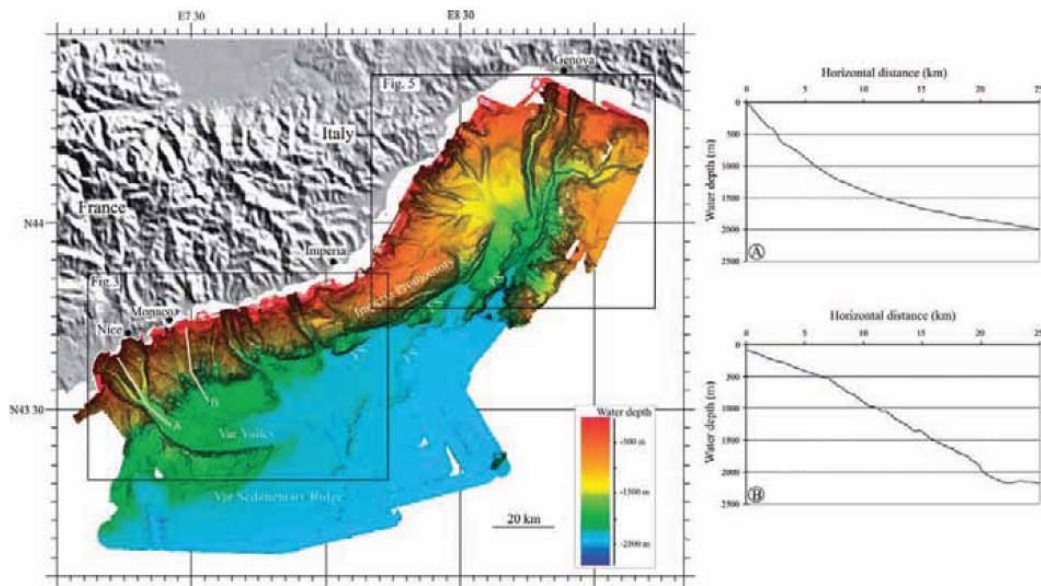 E7 30
E8 30
Genova
Fig. 5
Italy
France
N44
Imperia
Imperia Promontory
Fig.3
Monaco
Nice
B
A
N43 30
Var Valley
Var Sedimentary Ridge
Water depth
-500 m
-1500 m
-2000 m
20 km
Horizontal distance (km)
0 5 10 15 20 25
Water depth (m)
0
500
1000
1500
2000
2500
A
Horizontal distance (km)
0 5 10 15 20 25
Water depth (m)
0
500
1000
1500
2000
2500
B